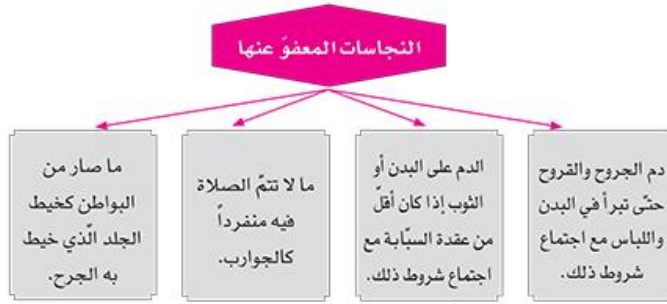 النجاسات المعفوّ عنها
دم الجروح والقروح
حتّى تبرأ في البدن
واللباس مع اجتماع
شروط ذلك.
الدم على البدن أو
الثوب إذا كان أقلّ
من عقدة السبّابة مع
اجتماع شروط ذلك.
ما لا تتمّ الصلاة
فيه منفرداً
كالجوارب.
ما صار من
البواطن كخيط
الجلد الّذي خيط
به الجرح.